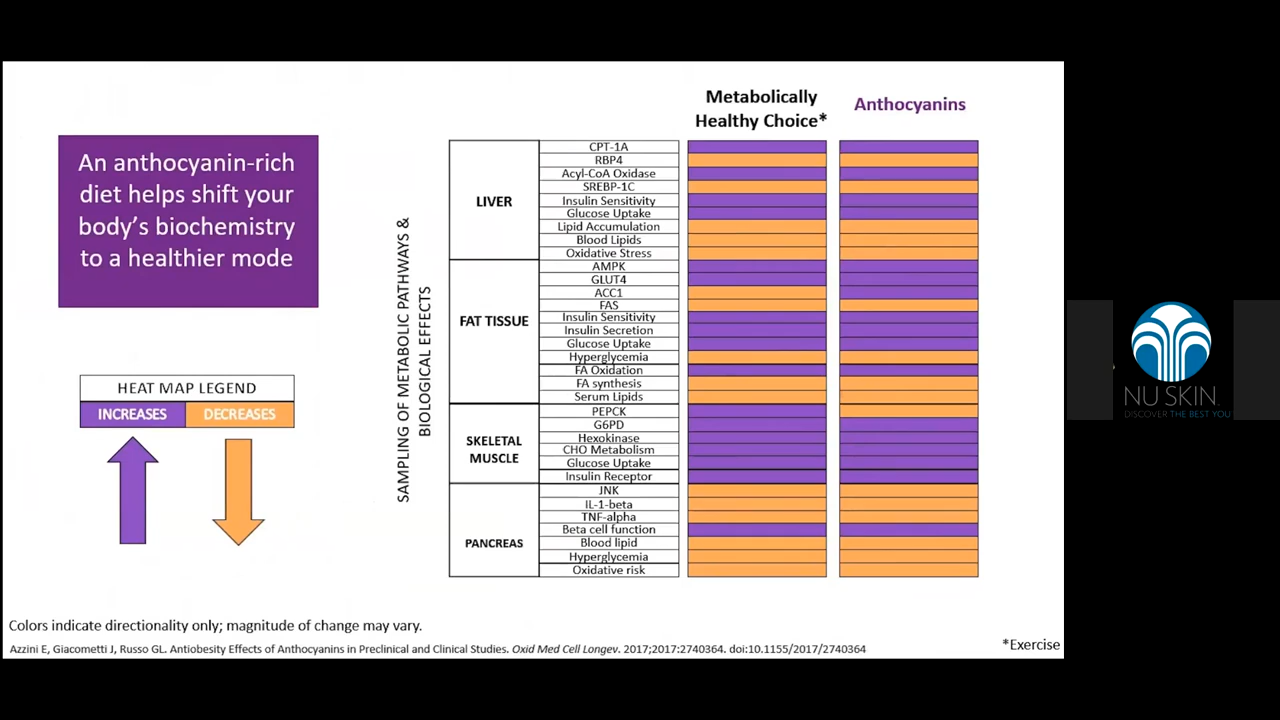 Metabolically
Healthy Choice*
Anthocyanins
An anthocyanin-rich
diet helps shift your
body's biochemistry
to a healthier mode
HEAT MAP LEGEND
INCREASES
DECREASES
SAMPLING OF METABOLIC PATHWAYS &
BIOLOGICAL EFFECTS
LIVER
CPT-1A
RBP4
Acyl-CoA Oxidase
SREBP-1C
Insulin Sensitivity
Glucose Uptake
Lipid Accumulation
Blood Lipids
Oxidative Stress
FAT TISSUE
AMPK
GLUT4
ACC1
FAS
Insulin Sensitivity
Insulin Secretion
Glucose Uptake
Hyperglycemia
FA Oxidation
FA synthesis
Serum Lipids
SKELETAL
MUSCLE
PEPCK
G6PD
Hexokinase
CHO Metabolism
Glucose Uptake
Insulin Receptor
PANCREAS
JNK
IL-1-beta
TNF-alpha
Beta cell function
Blood lipid
Hyperglycemia
Oxidative risk
Colors indicate directionality only; magnitude of change may vary.
*Exercise
Azzini E, Giacometti J, Russo GL. Antiobesity Effects of Anthocyanins in Preclinical and Clinical Studies. Oxid Med Cell Longev. 2017;2017:2740364. doi:10.1155/2017/2740364
NU SKIN.
DISCOVER THE BEST YOU